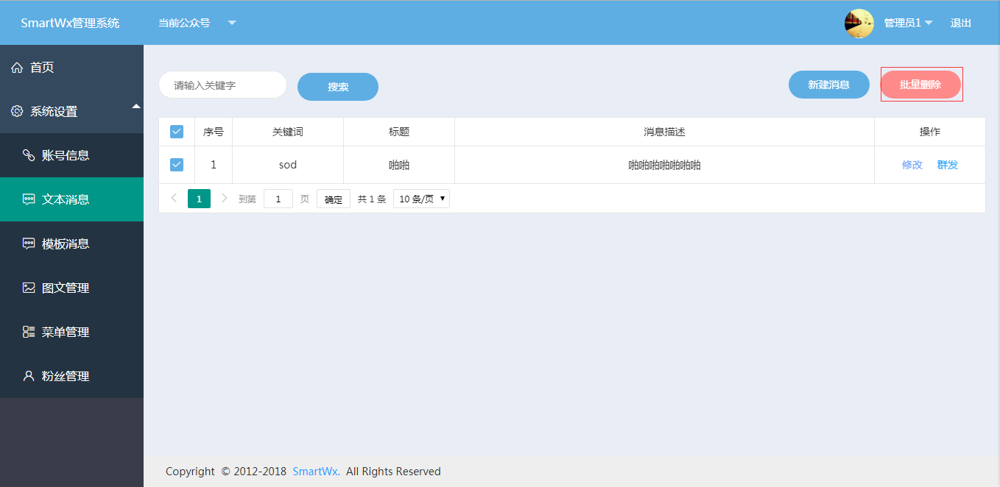 SmartWx管理系统 当前公众号 管理员1 退出
首页
系统设置
账号信息
文本消息
模板消息
图文管理
菜单管理
粉丝管理
请输入关键字 搜索 新建消息 批量删除
序号 关键词 标题 消息描述 操作
1 sod 啪啪 啪啪啪啪啪啪啪 修改 群发
1 到第 1 页 确定 共 1 条 10 条/页
Copyright © 2012-2018 SmartWx. All Rights Reserved